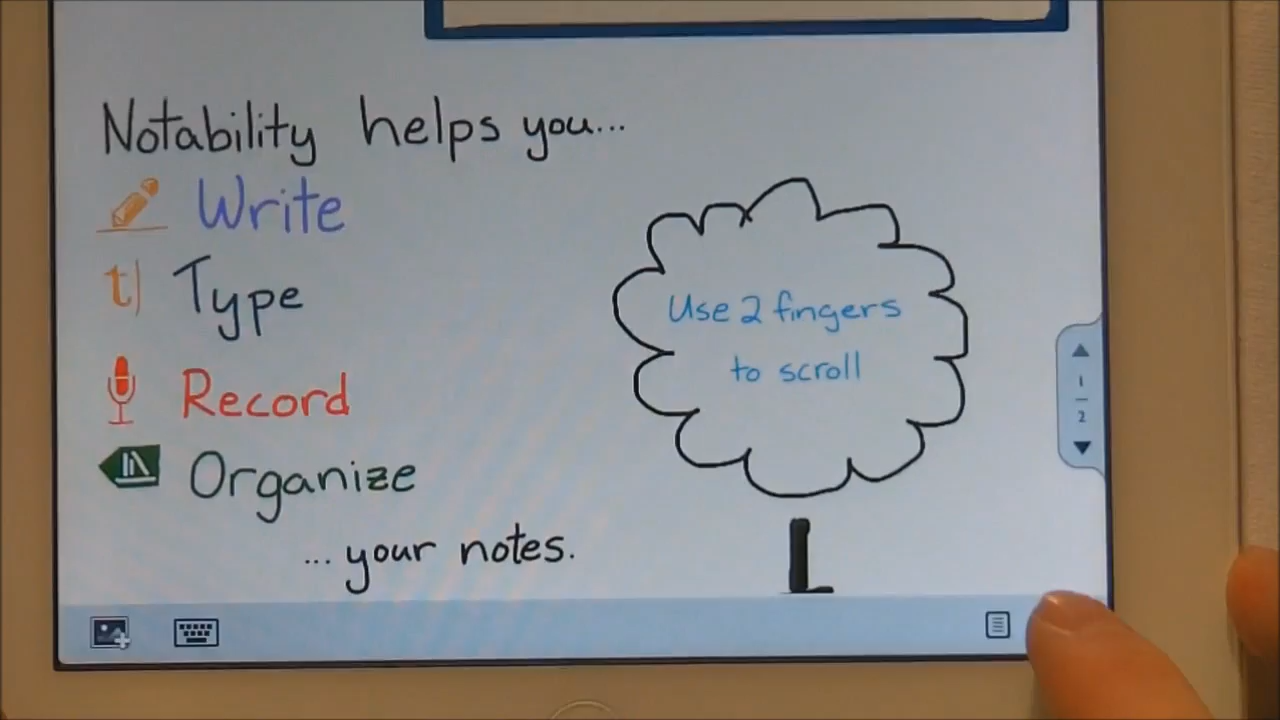 Notability helps you...
Write
t| Type
Record
Organize
... your notes.
Use 2 fingers
to scroll
1
2